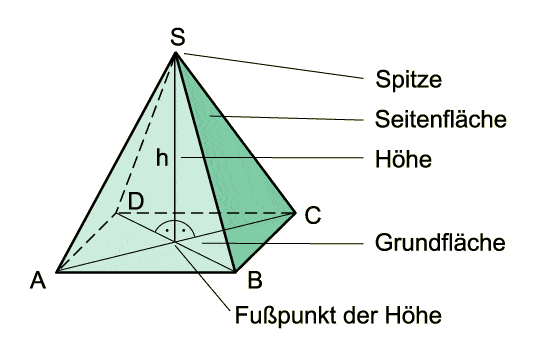 S
Spitze
Seitenfläche
h
Höhe
D
C
Grundfläche
A
B
Fußpunkt der Höhe